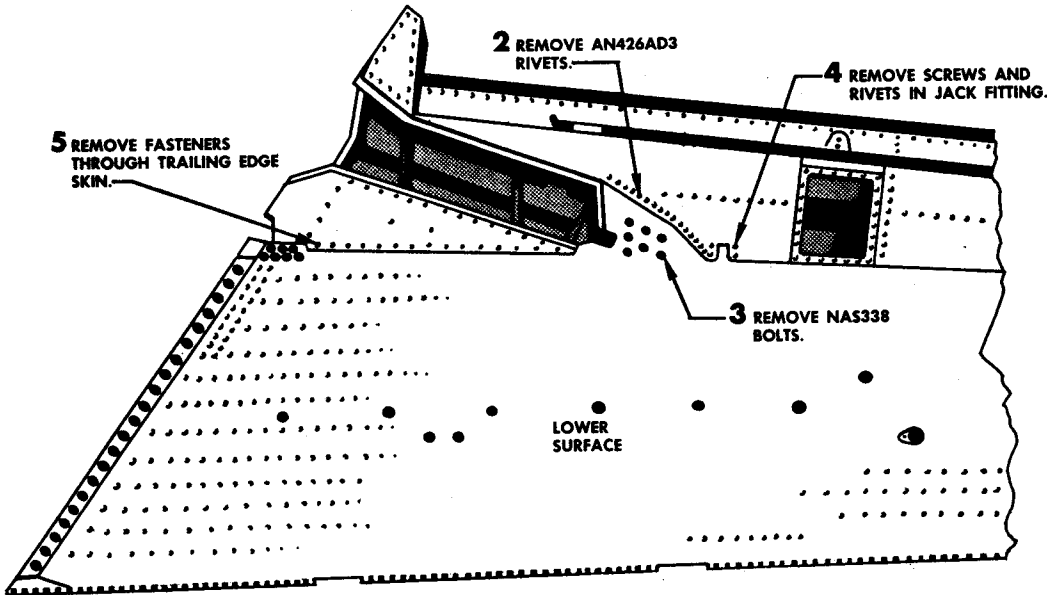 2 REMOVE AN426AD3
RIVETS.
4 REMOVE SCREWS AND
RIVETS IN JACK FITTING.
5 REMOVE FASTENERS
THROUGH TRAILING EDGE
SKIN.
3 REMOVE NAS338
BOLTS.
LOWER
SURFACE